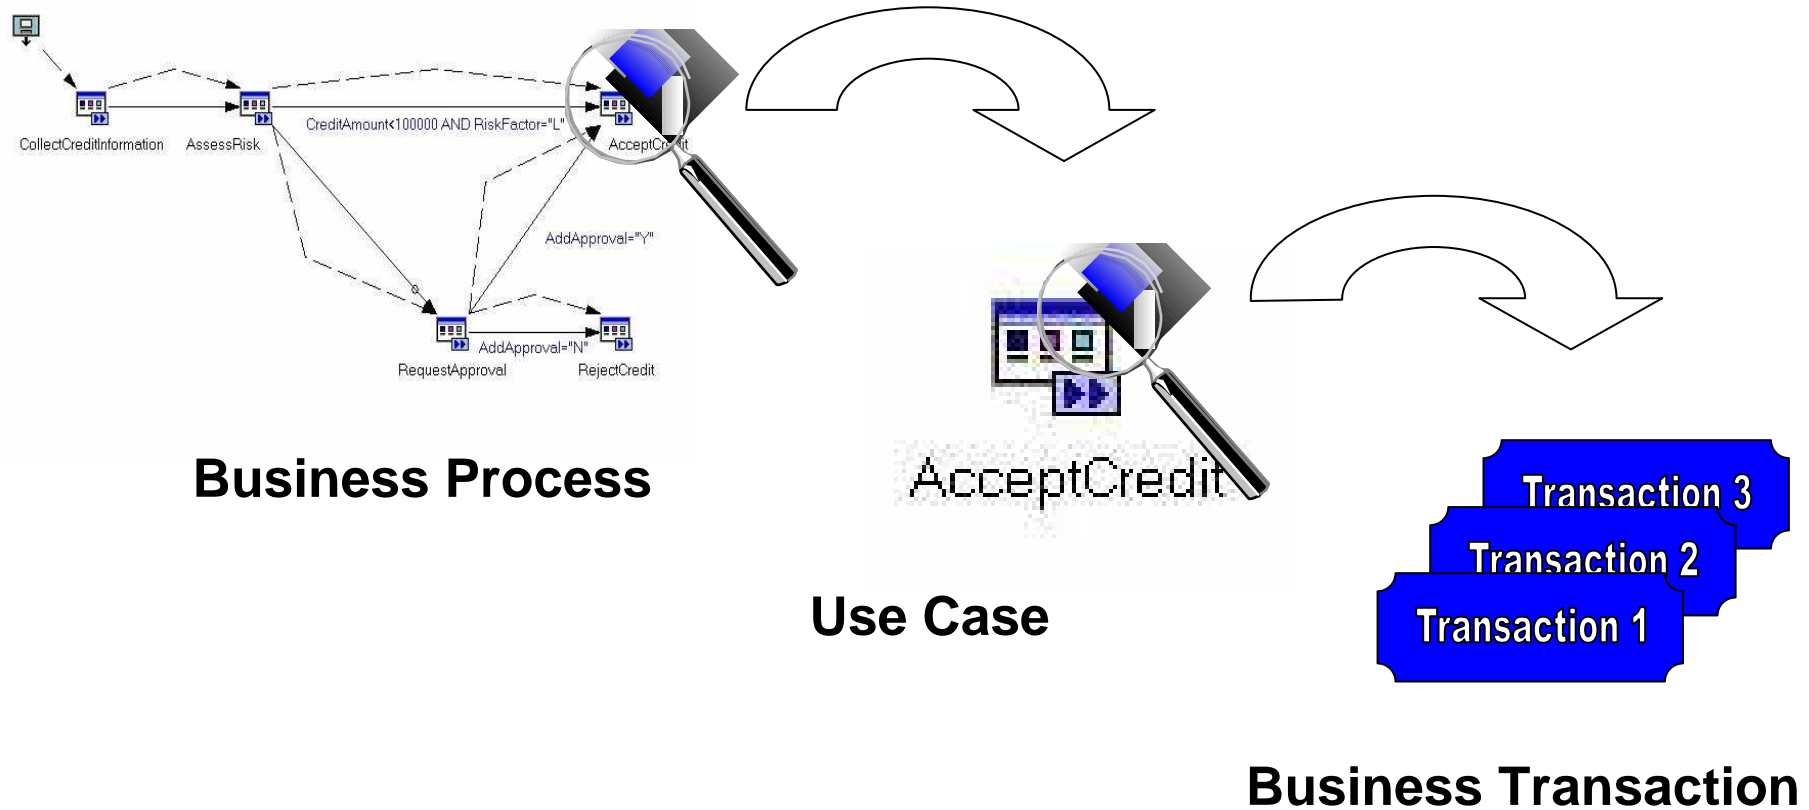 CreditAmount<100000 AND RiskFactor="L"
CollectCreditInformation
AssessRisk
AcceptCredit
AddApproval="Y"
AddApproval="N"
RequestApproval
RejectCredit
Business Process
AcceptCredit
Use Case
Transaction 3
Transaction 2
Transaction 1
Business Transaction